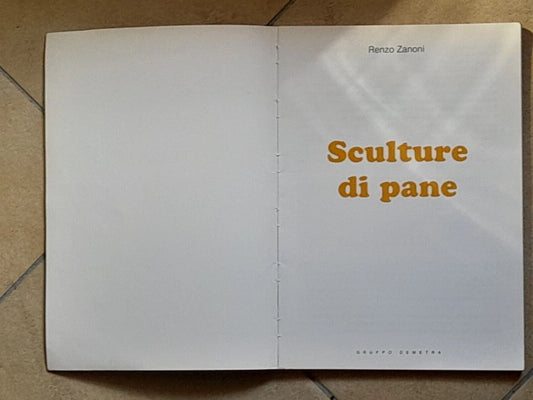 Renzo Zanoni
Sculture
di pane
GRUPPO DEMETRA